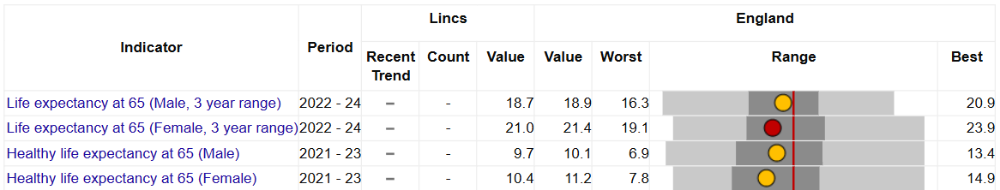 Lincs England
Indicator Period
Recent Trend Count Value Value Worst Range Best
Life expectancy at 65 (Male, 3 year range) 2022 - 24 – - 18.7 18.9 16.3 20.9
Life expectancy at 65 (Female, 3 year range) 2022 - 24 – - 21.0 21.4 19.1 23.9
Healthy life expectancy at 65 (Male) 2021 - 23 – - 9.7 10.1 6.9 13.4
Healthy life expectancy at 65 (Female) 2021 - 23 – - 10.4 11.2 7.8 14.9